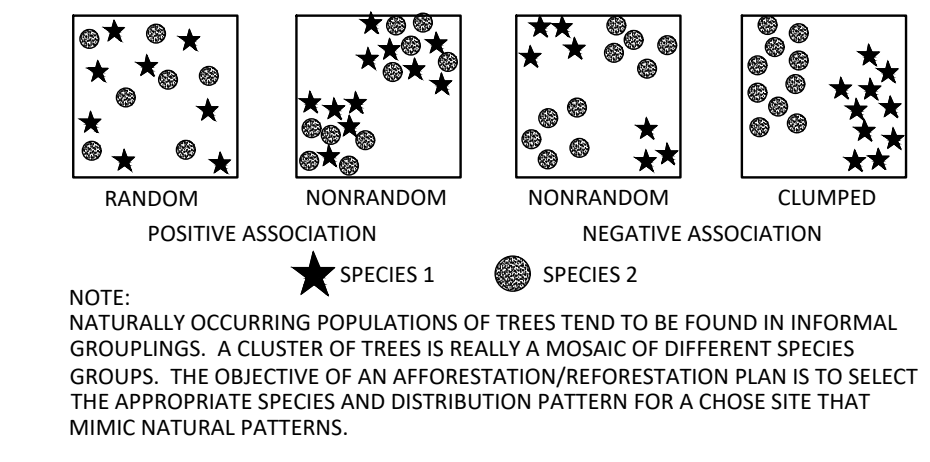 RANDOM NONRANDOM NONRANDOM CLUMPED
POSITIVE ASSOCIATION NEGATIVE ASSOCIATION
SPECIES 1 SPECIES 2
NOTE:
NATURALLY OCCURRING POPULATIONS OF TREES TEND TO BE FOUND IN INFORMAL
GROUPLINGS. A CLUSTER OF TREES IS REALLY A MOSAIC OF DIFFERENT SPECIES
GROUPS. THE OBJECTIVE OF AN AFFORESTATION/REFORESTATION PLAN IS TO SELECT
THE APPROPRIATE SPECIES AND DISTRIBUTION PATTERN FOR A CHOSE SITE THAT
MIMIC NATURAL PATTERNS.